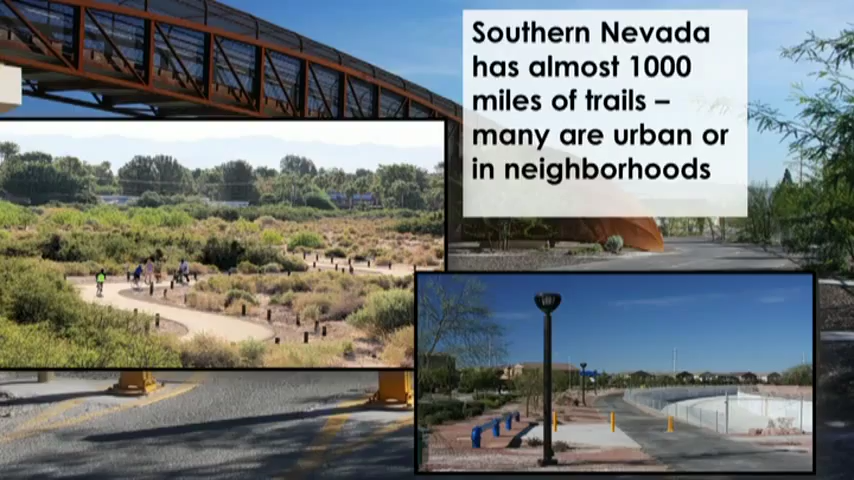 Southern Nevada
has almost 1000
miles of trails –
many are urban or
in neighborhoods